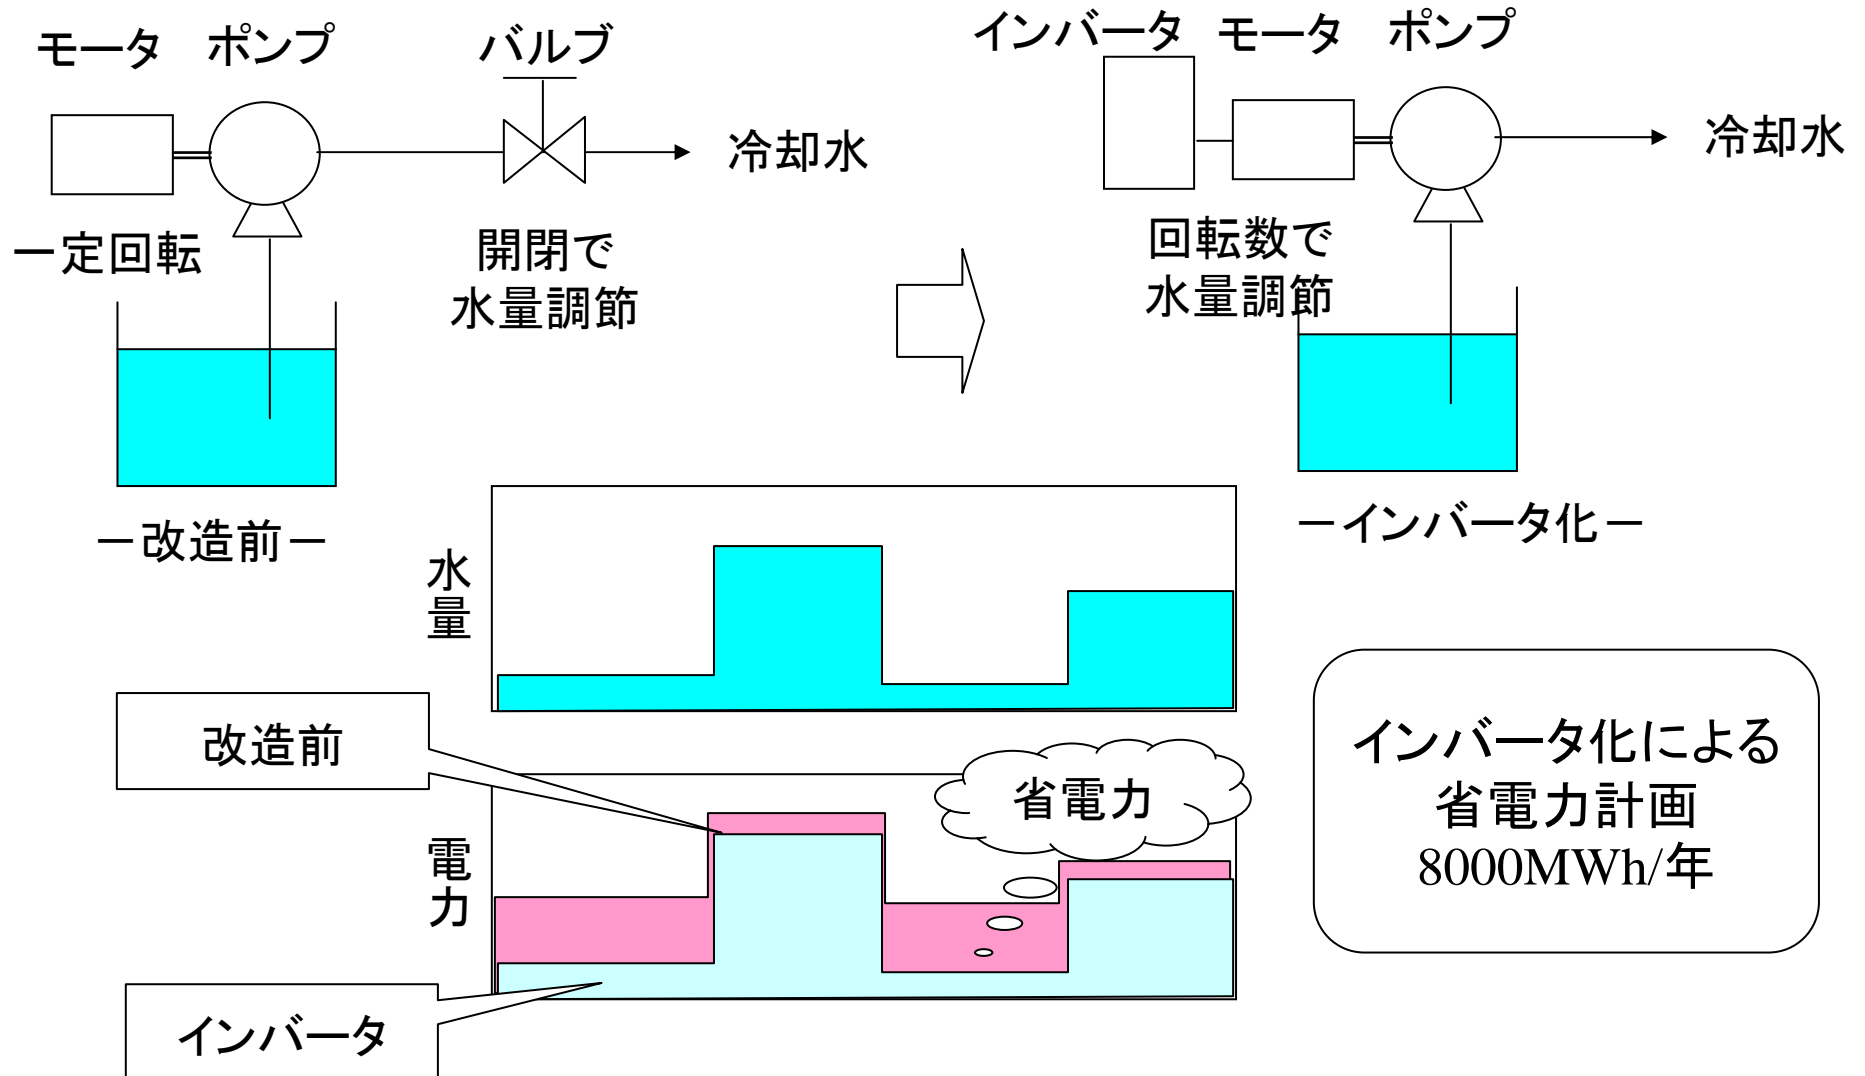 モータ ポンプ バルブ
冷却水
一定回転
開閉で
水量調節
－改造前－
インバータ モータ ポンプ
冷却水
回転数で
水量調節
－インバータ化－
水量
電力
改造前
インバータ
省電力
インバータ化による
省電力計画
8000MWh/年